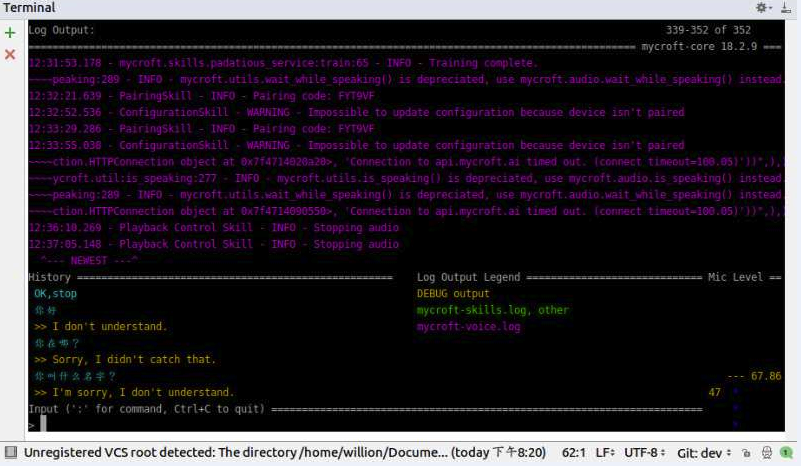 Terminal
Log Output: 339-352 of 352
=== mycroft-core 18.2.9 ===
12:31:53.178 - mycroft.skills.padatious_service:train:65 - INFO - Training complete.
~~~~peaking:289 - INFO - mycroft.utils.wait_while_speaking() is depreciated, use mycroft.audio.wait_while_speaking() instead.
12:32:21.639 - PairingSkill - INFO - Pairing code: FYT9VF
12:32:52.536 - ConfigurationSkill - WARNING - Impossible to update configuration because device isn't paired
12:33:29.286 - PairingSkill - INFO - Pairing code: FYT9VF
12:33:55.038 - ConfigurationSkill - WARNING - Impossible to update configuration because device isn't paired
~~~~ction.HTTPConnection object at 0x7f4714020a20>, 'Connection to api.mycroft.ai timed out. (connect timeout=100.05)'))",),)
~~~~ycroft.util:is_speaking:277 - INFO - mycroft.utils.is_speaking() is depreciated, use mycroft.audio.is_speaking() instead.
~~~~peaking:289 - INFO - mycroft.utils.wait_while_speaking() is depreciated, use mycroft.audio.wait_while_speaking() instead.
~~~~ction.HTTPConnection object at 0x7f4714090550>, 'Connection to api.mycroft.ai timed out. (connect timeout=100.05)'))",),)
12:36:10.269 - Playback Control Skill - INFO - Stopping audio
12:37:05.148 - Playback Control Skill - INFO - Stopping audio
^--- NEWEST ---^
History === Log Output Legend === Mic Level ==
OK,stop DEBUG output
你好 mycroft-skills.log, other
>> I don't understand. mycroft-voice.log
你在哪？
>> Sorry, I didn't catch that.
你叫什么名字？ --- 67.86
>> I'm sorry, I don't understand. 47 *
Input (':' for command, Ctrl+C to quit) === *
> *
Unregistered VCS root detected: The directory /home/willion/Docume... (today 下午8:20) 62:1 LF÷ UTF-8÷ Git: dev÷